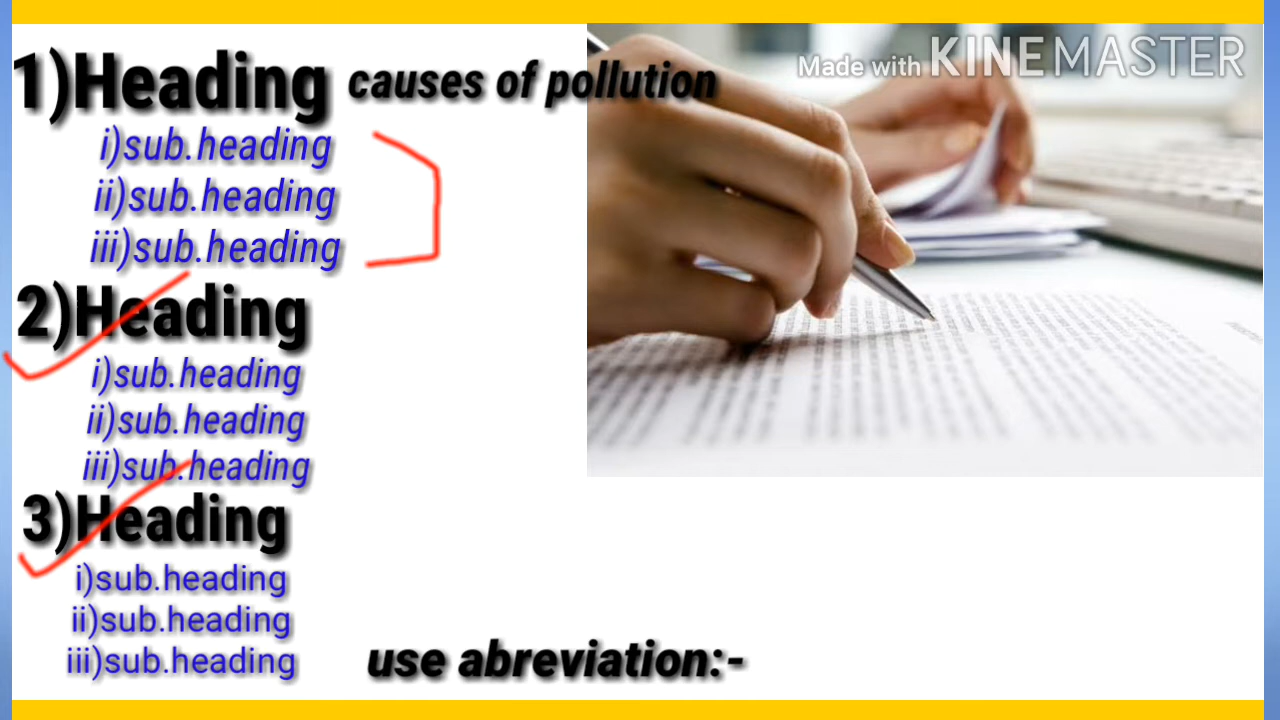 1)Heading causes of pollution
i)sub.heading
ii)sub.heading
iii)sub.heading
2)Heading
i)sub.heading
ii)sub.heading
iii)sub.heading
3)Heading
i)sub.heading
ii)sub.heading
iii)sub.heading
use abreviation:-
Made with KINEMASTER